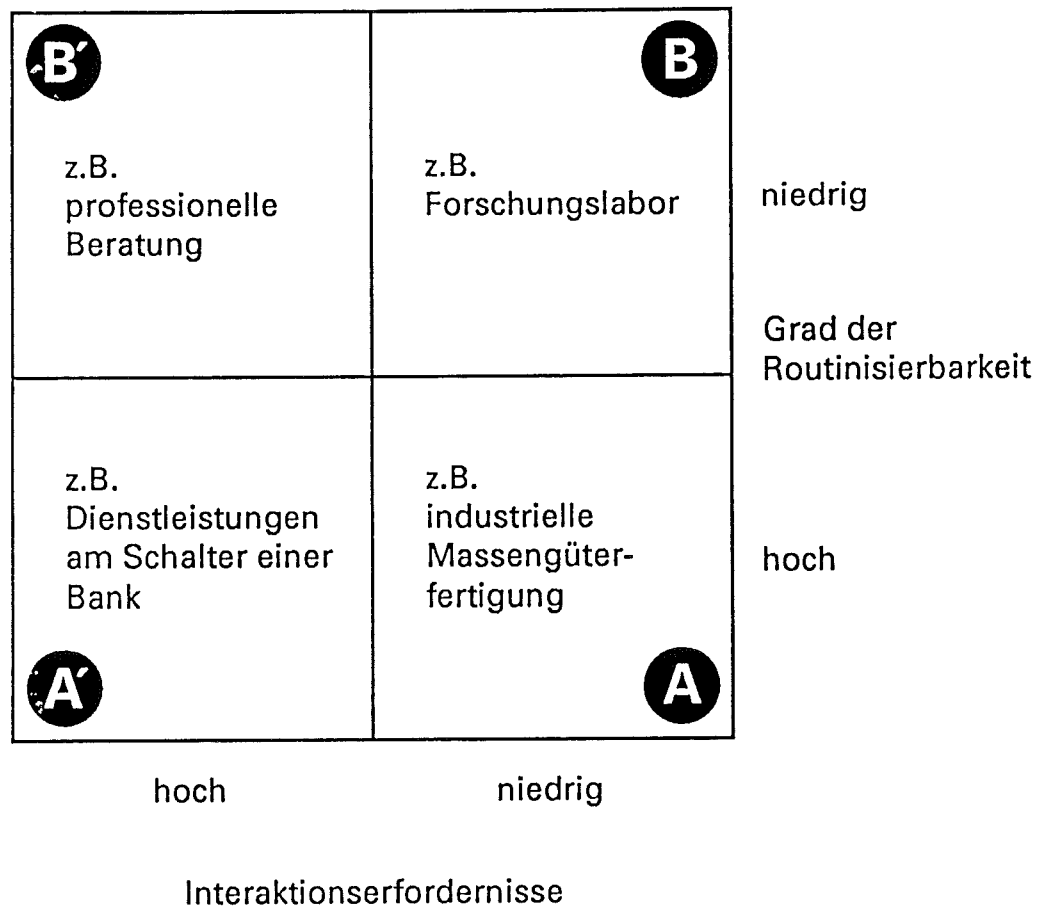 B´
B
z.B.
professionelle
Beratung
z.B.
Forschungslabor
niedrig
Grad der
Routinisierbarkeit
z.B.
Dienstleistungen
am Schalter einer
Bank
z.B.
industrielle
Massengüter-
fertigung
hoch
A´
A
hoch
niedrig
Interaktionserfordernisse